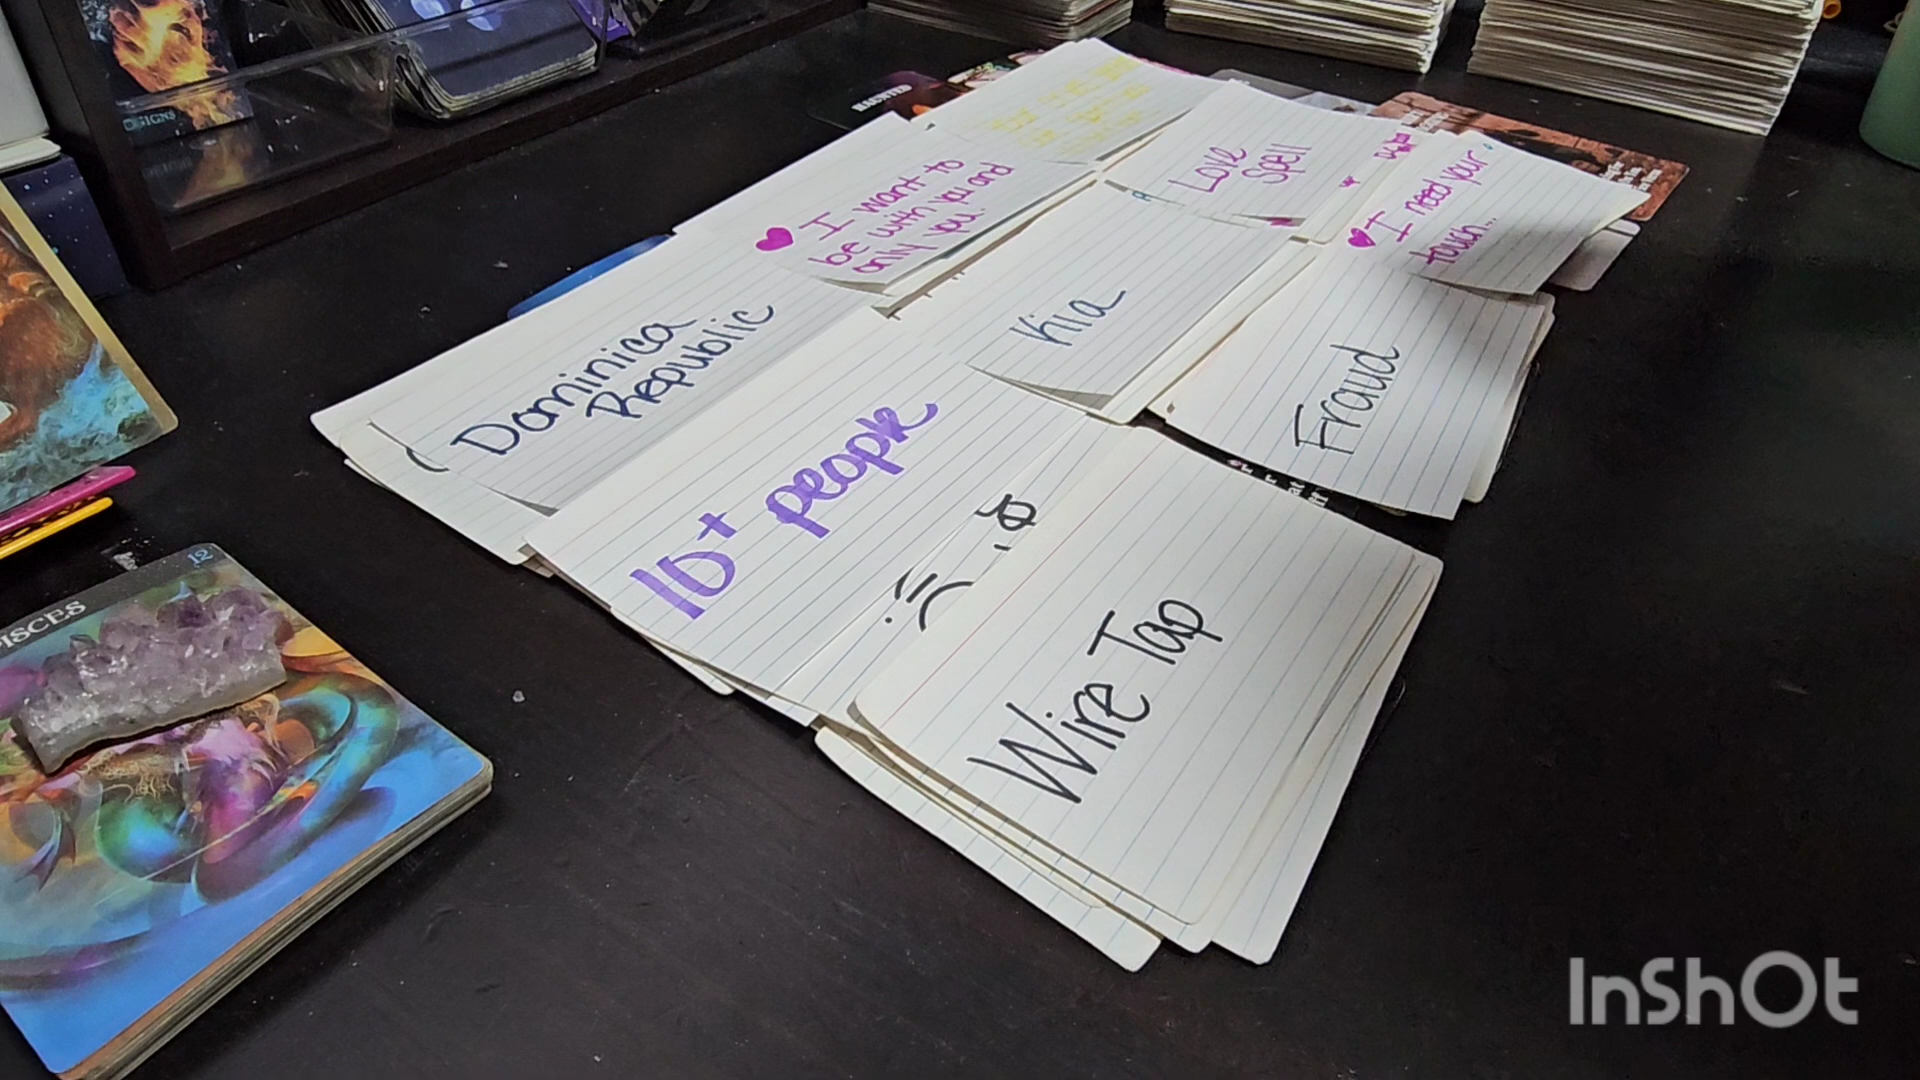 SIGNS
HAUNTED
Love
Spell
I need your
touch...
I want to
be with you and
only you.
Kia
Fraud
Dominica
Republic
10+ people
Wire Tap
PISCES
12
InShOt